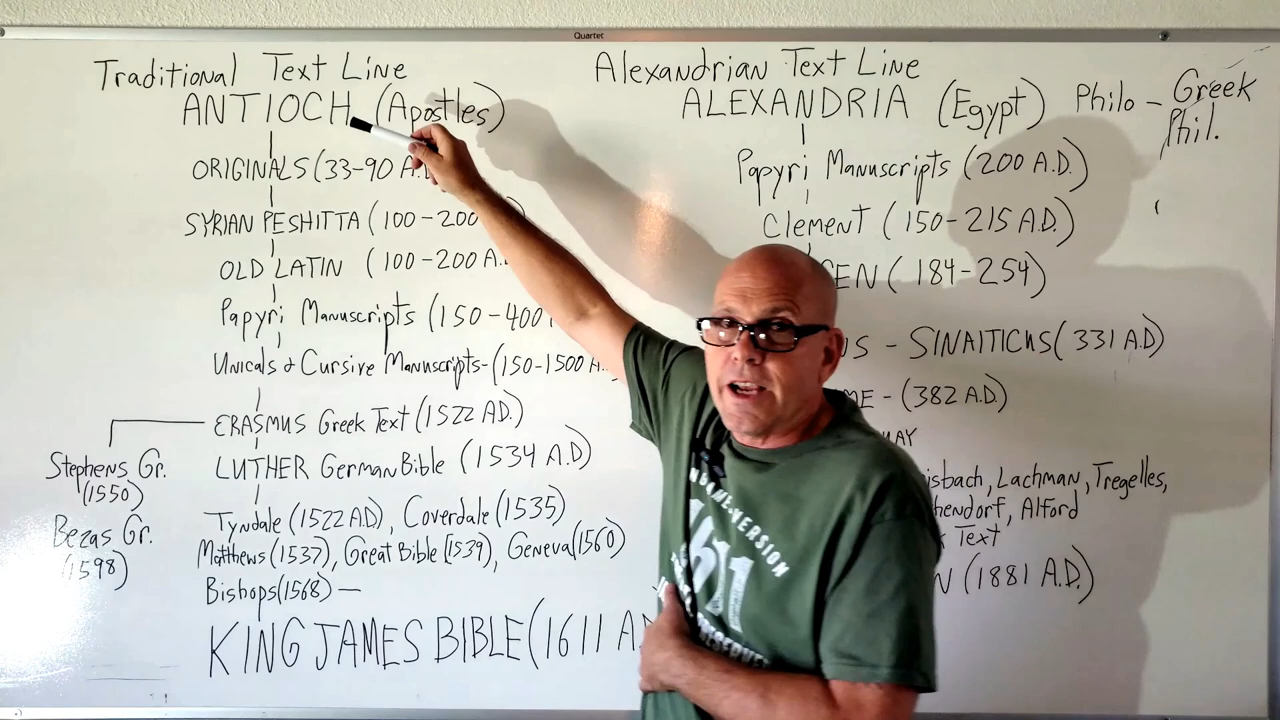 Quartet
Traditional Text Line
ANTIOCH (Apostles)
ORIGINALS (33-90 A.D.
SYRIAN PESHITTA (100-200
OLD LATIN (100-200 A.
Papyri Manuscripts (150-400
Unicals & Cursive Manuscripts-(150-1500 A.
ERASMUS Greek Text (1522 A.D.)
LUTHER German Bible (1534 A.D)
Stephens Gr.
(1550)
Bezas Gr.
(1598)
Tyndale (1522 A.D), Coverdale (1535)
Matthews (1537), Great Bible (1539), Geneva (1560)
Bishops (1568) —
KING JAMES BIBLE (1611 A.D
Alexandrian Text Line
ALEXANDRIA (Egypt) Philo - Greek
Phil.
Papyri Manuscripts (200 A.D.)
Clement (150-215 A.D.)
EN (184-254)
US - SINAITICUS (331 A.D)
ME - (382 A.D.)
UAY
isbach, Lachman, Tregelles,
hendorf, Alford
Text
N (1881 A.D.)
VERSION
1611